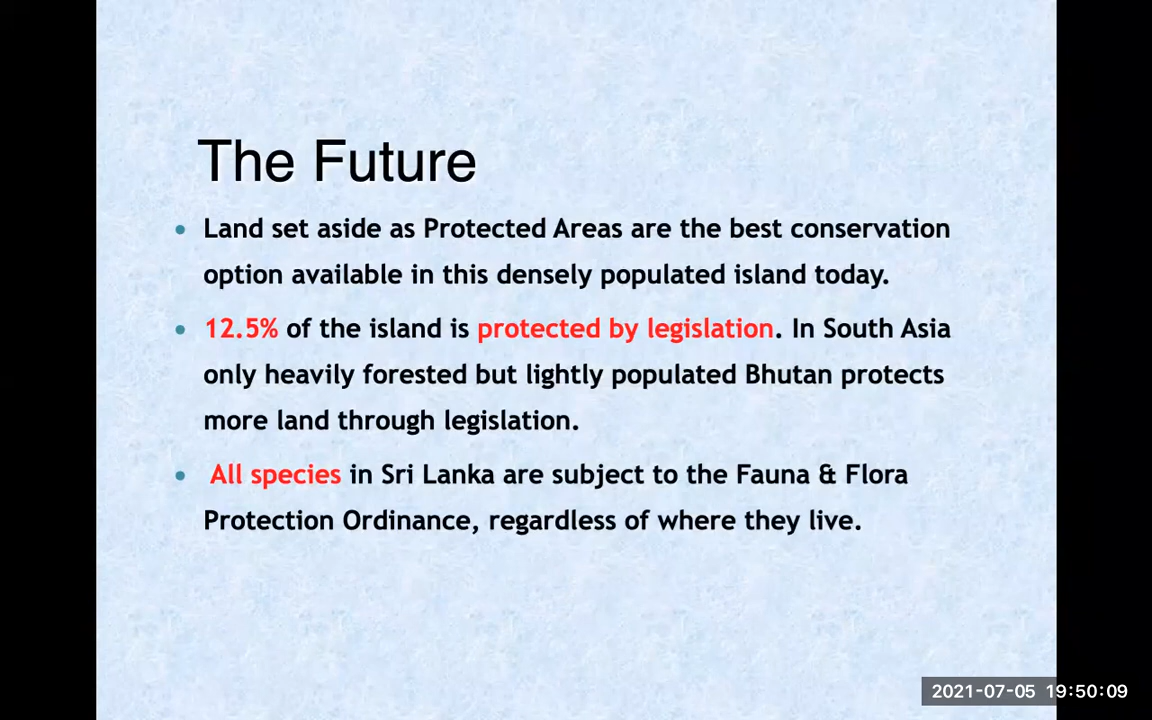 The Future
• Land set aside as Protected Areas are the best conservation
option available in this densely populated island today.
• 12.5% of the island is protected by legislation. In South Asia
only heavily forested but lightly populated Bhutan protects
more land through legislation.
• All species in Sri Lanka are subject to the Fauna & Flora
Protection Ordinance, regardless of where they live.
2021-07-05 19:50:09